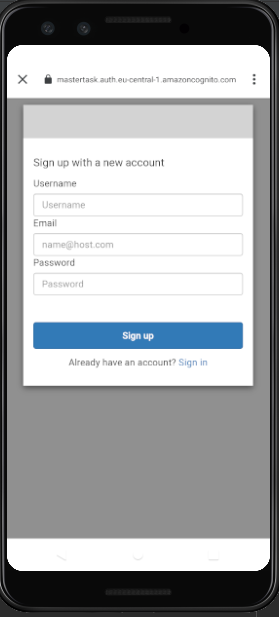 mastertask.auth.eu-central-1.amazoncognito.com
Sign up with a new account
Username
Username
Email
name@host.com
Password
Password
Sign up
Already have an account? Sign in